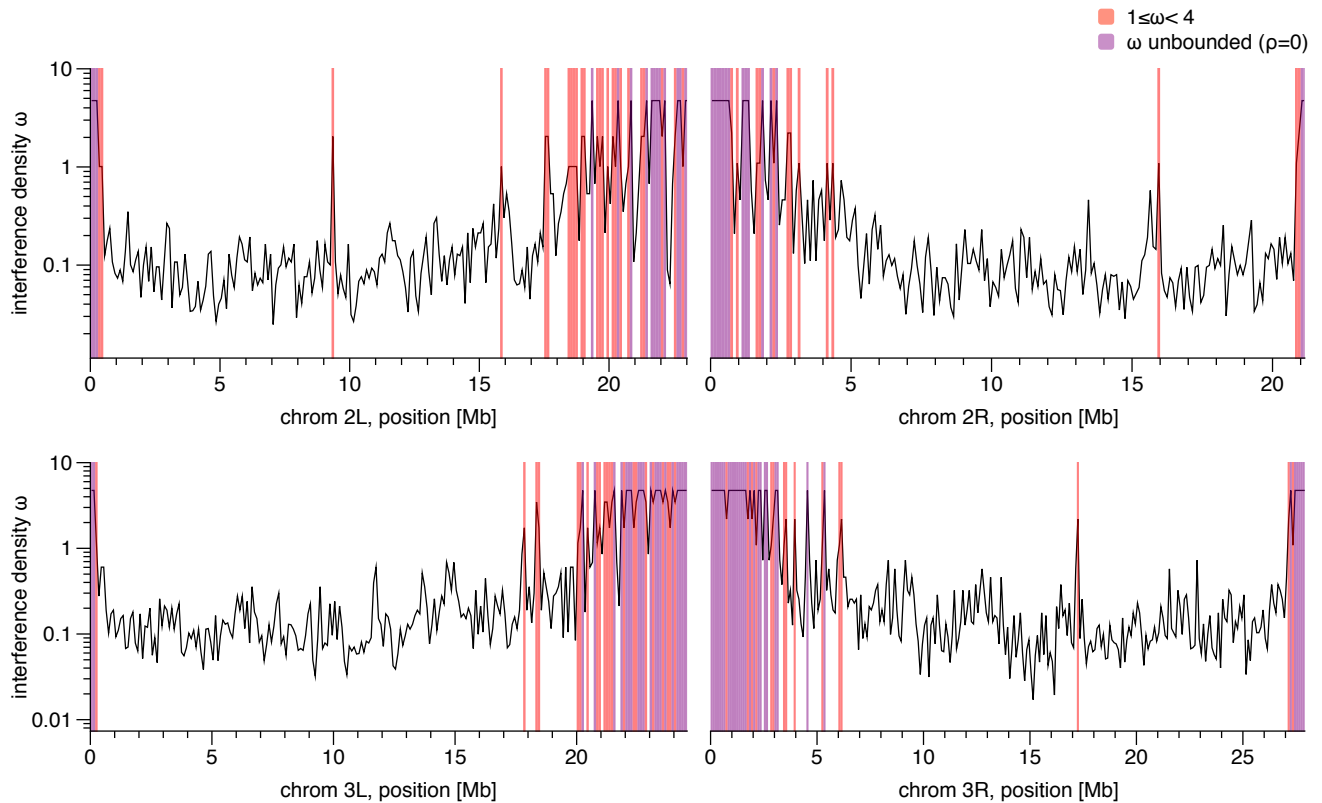 1≤ω< 4
ω unbounded (ρ=0)
interference density ω
10
1
0.1
0 5 10 15 20
chrom 2L, position [Mb]
0 5 10 15 20
chrom 2R, position [Mb]
interference density ω
10
1
0.1
0.01
0 5 10 15 20
chrom 3L, position [Mb]
0 5 10 15 20 25
chrom 3R, position [Mb]